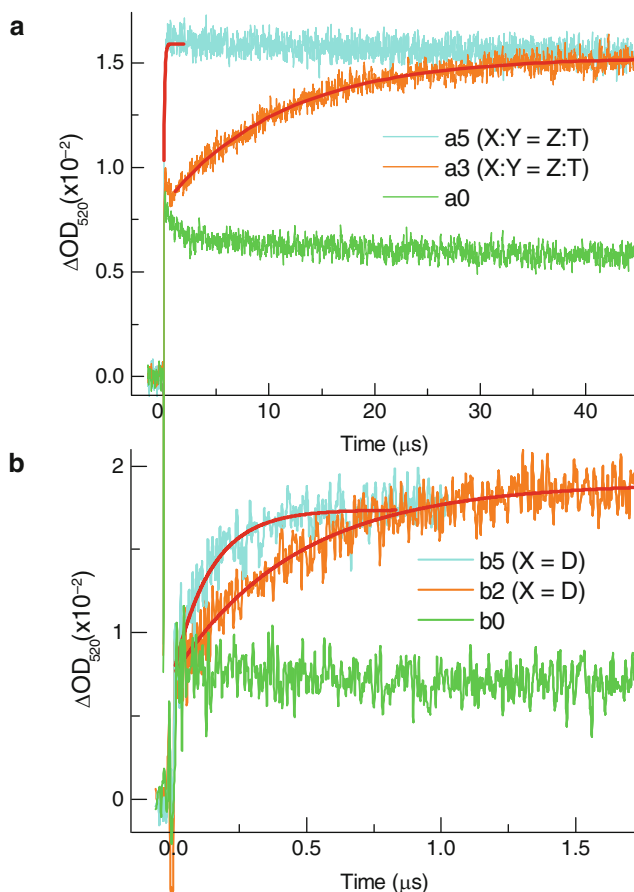 a
ΔOD520(x10-2)
1.5
1.0
0.5
0.0
a5 (X:Y = Z:T)
a3 (X:Y = Z:T)
a0
0 10 20 30 40
Time (μs)
b
ΔOD520(x10-2)
2
1
0
b5 (X = D)
b2 (X = D)
b0
0.0 0.5 1.0 1.5
Time (μs)